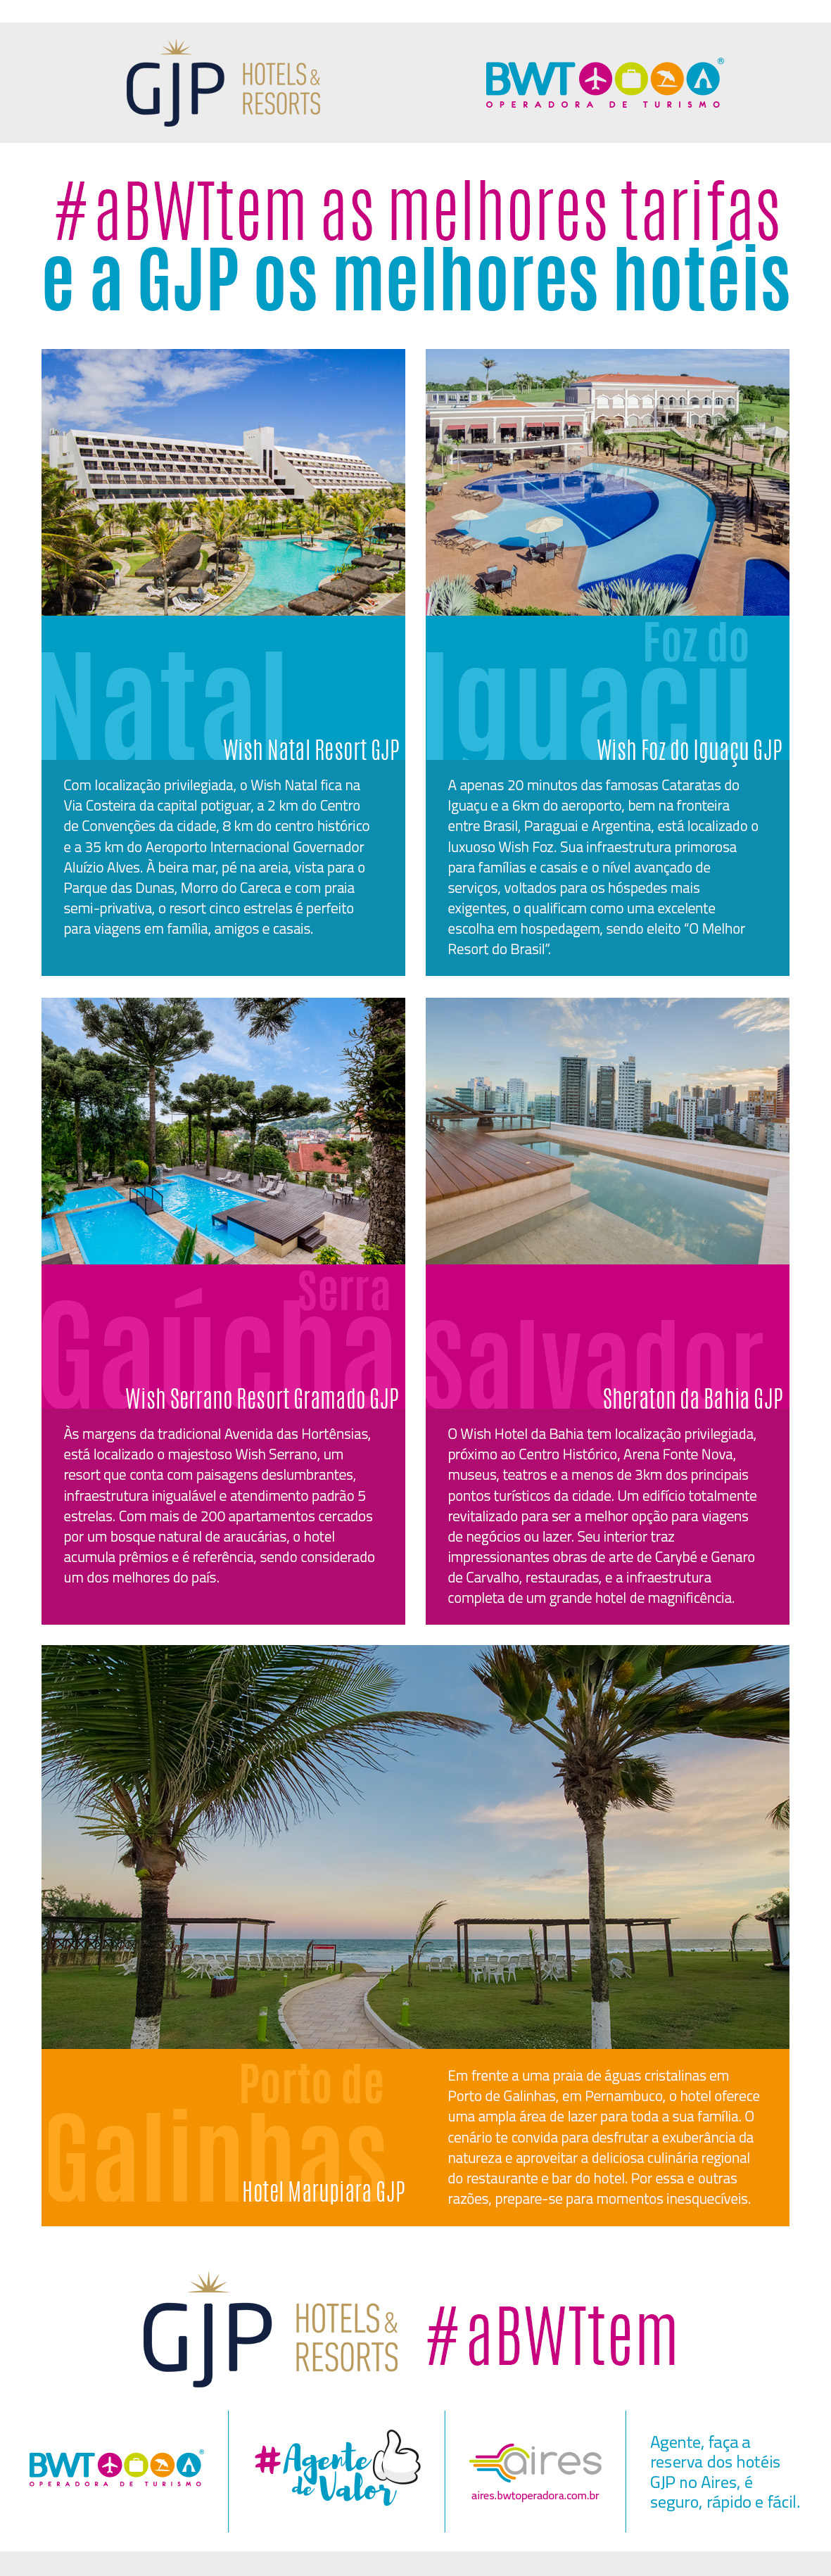 GJP HOTELS &
RESORTS
BWT ®
OPERADORA DE TURISMO
#aBWTtem as melhores tarifas
e a GJP os melhores hotéis
Natal
Wish Natal Resort GJP
Com localização privilegiada, o Wish Natal fica na
Via Costeira da capital potiguar, a 2 km do Centro
de Convenções da cidade, 8 km do centro histórico
e a 35 km do Aeroporto Internacional Governador
Aluízio Alves. À beira mar, pé na areia, vista para o
Parque das Dunas, Morro do Careca e com praia
semi-privativa, o resort cinco estrelas é perfeito
para viagens em família, amigos e casais.
Foz do
Iguaçu
Wish Foz do Iguaçu GJP
A apenas 20 minutos das famosas Cataratas do
Iguaçu e a 6km do aeroporto, bem na fronteira
entre Brasil, Paraguai e Argentina, está localizado o
luxuoso Wish Foz. Sua infraestrutura primorosa
para famílias e casais e o nível avançado de
serviços, voltados para os hóspedes mais
exigentes, o qualificam como uma excelente
escolha em hospedagem, sendo eleito “O Melhor
Resort do Brasil”.
Serra
Gaúcha
Wish Serrano Resort Gramado GJP
Às margens da tradicional Avenida das Hortênsias,
está localizado o majestoso Wish Serrano, um
resort que conta com paisagens deslumbrantes,
infraestrutura inigualável e atendimento padrão 5
estrelas. Com mais de 200 apartamentos cercados
por um bosque natural de araucárias, o hotel
acumula prêmios e é referência, sendo considerado
um dos melhores do país.
Salvador
Sheraton da Bahia GJP
O Wish Hotel da Bahia tem localização privilegiada,
próximo ao Centro Histórico, Arena Fonte Nova,
museus, teatros e a menos de 3km dos principais
pontos turísticos da cidade. Um edifício totalmente
revitalizado para ser a melhor opção para viagens
de negócios ou lazer. Seu interior traz
impressionantes obras de arte de Carybé e Genaro
de Carvalho, restauradas, e a infraestrutura
completa de um grande hotel de magnificência.
Porto de
Galinhas
Hotel Marupiara GJP
Em frente a uma praia de águas cristalinas em
Porto de Galinhas, em Pernambuco, o hotel oferece
uma ampla área de lazer para toda a sua família. O
cenário te convida para desfrutar a exuberância da
natureza e aproveitar a deliciosa culinária regional
do restaurante e bar do hotel. Por essa e outras
razões, prepare-se para momentos inesquecíveis.
GJP HOTELS &
RESORTS
#aBWTtem
BWT ®
OPERADORA DE TURISMO
#Agente
de Valor
aires
aires.bwtoperadora.com.br
Agente, faça a
reserva dos hotéis
GJP no Aires, é
seguro, rápido e fácil.